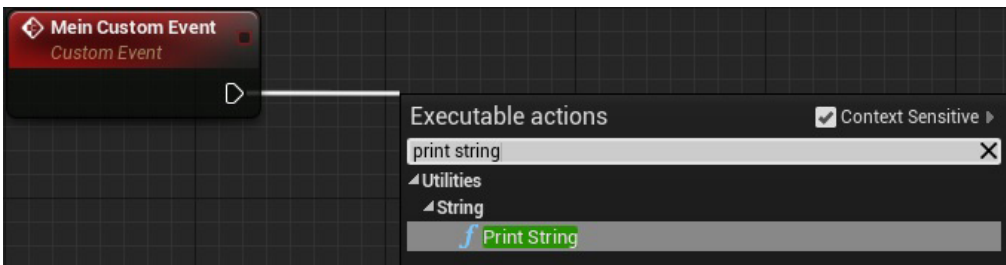 Mein Custom Event
Custom Event
Executable actions
Context Sensitive
print string
Utilities
String
f Print String